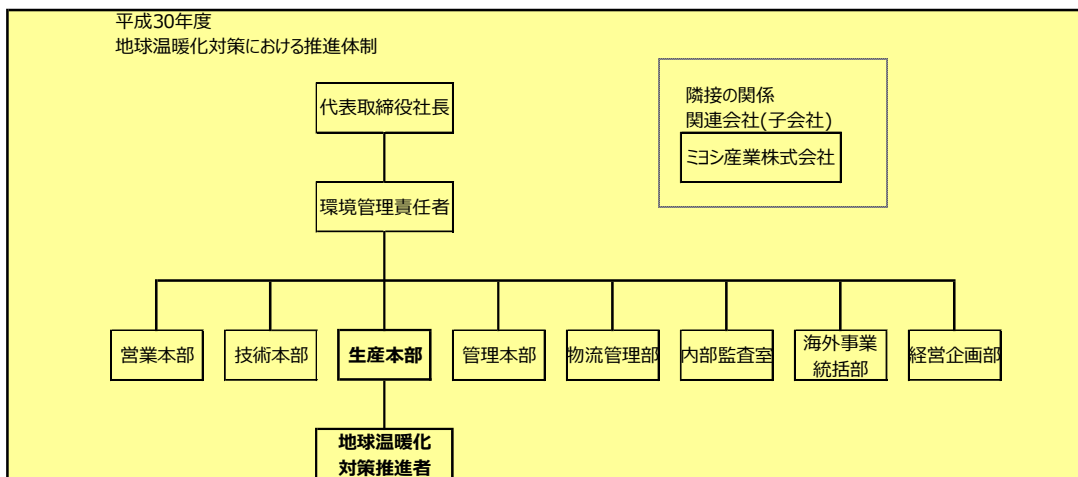 平成30年度
地球温暖化対策における推進体制
隣接の関係
関連会社(子会社)
ミヨシ産業株式会社
代表取締役社長
環境管理責任者
営業本部
技術本部
生産本部
管理本部
物流管理部
内部監査室
海外事業
統括部
経営企画部
地球温暖化
対策推進者